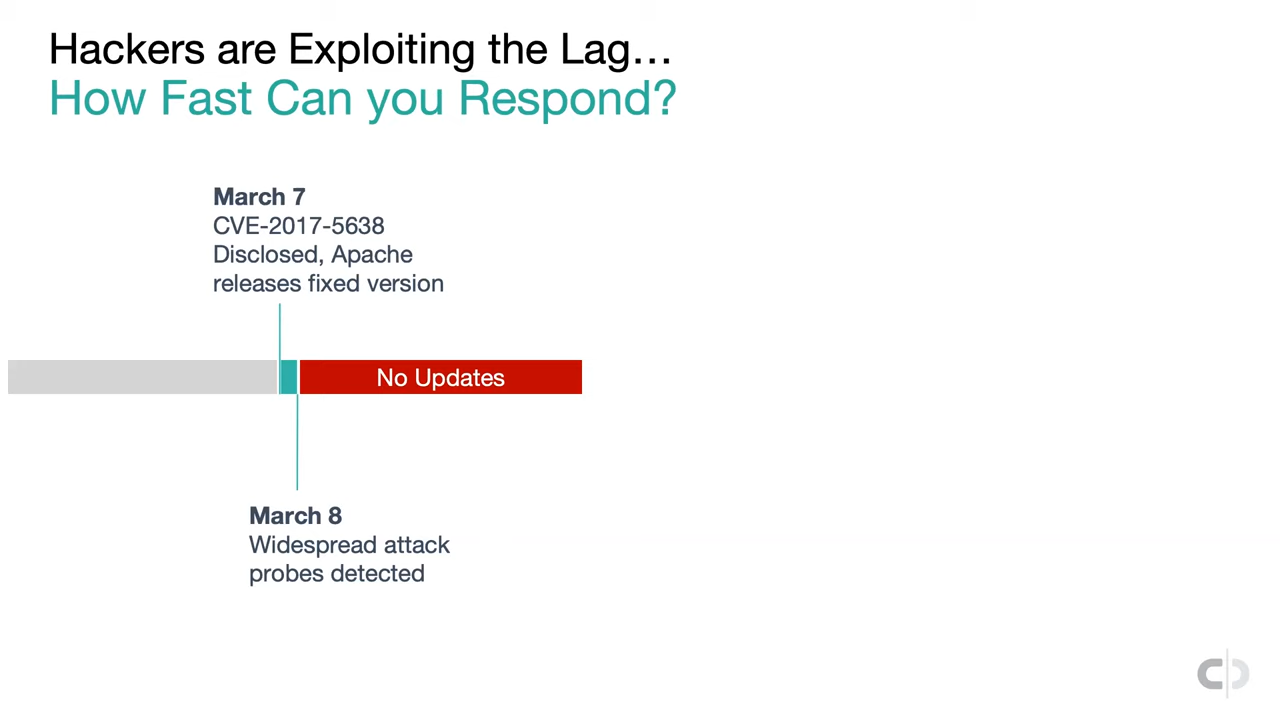 Hackers are Exploiting the Lag…
How Fast Can you Respond?
March 7
CVE-2017-5638
Disclosed, Apache
releases fixed version
No Updates
March 8
Widespread attack
probes detected